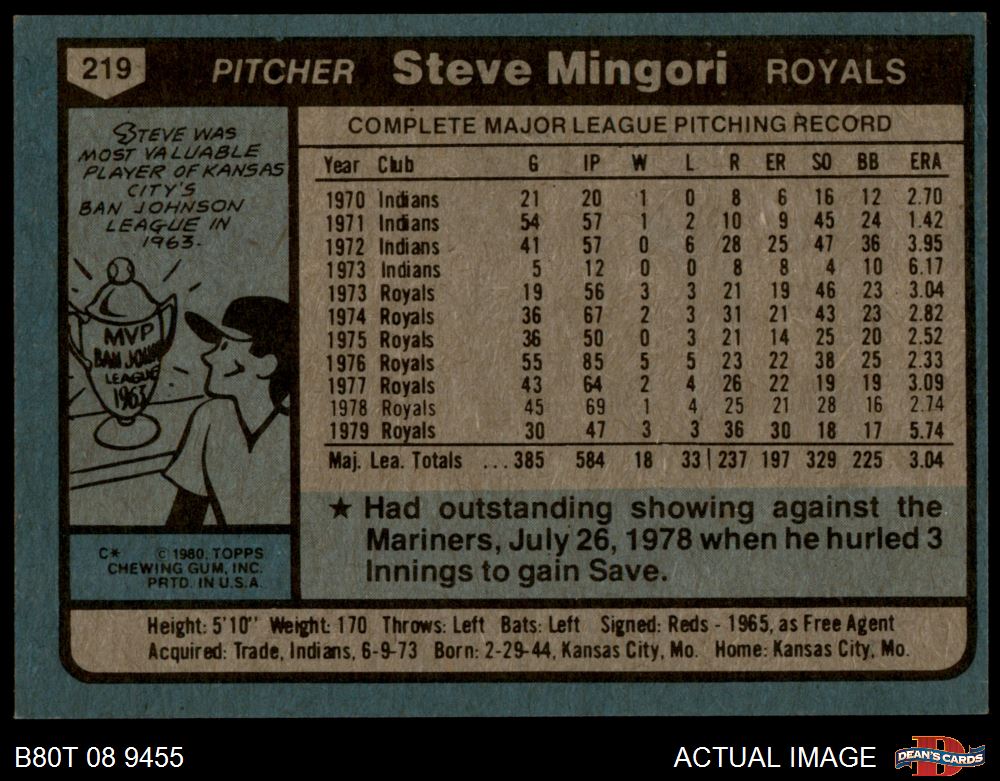 219 PITCHER Steve Mingori ROYALS
STEVE WAS
MOST VALUABLE
PLAYER OF KANSAS
CITY'S
BAN JOHNSON
LEAGUE IN
1963.
MVP
BAN JOHN
LEAGUE
1963
C* © 1980, TOPPS
CHEWING GUM, INC.
PRTD. IN U.S.A.
COMPLETE MAJOR LEAGUE PITCHING RECORD
Year Club G IP W L R ER SO BB ERA
1970 Indians 21 20 1 0 8 6 16 12 2.70
1971 Indians 54 57 1 2 10 9 45 24 1.42
1972 Indians 41 57 0 6 28 25 47 36 3.95
1973 Indians 5 12 0 0 8 8 4 10 6.17
1973 Royals 19 56 3 3 21 19 46 23 3.04
1974 Royals 36 67 2 3 31 21 43 23 2.82
1975 Royals 36 50 0 3 21 14 25 20 2.52
1976 Royals 55 85 5 5 23 22 38 25 2.33
1977 Royals 43 64 2 4 26 22 19 19 3.09
1978 Royals 45 69 1 4 25 21 28 16 2.74
1979 Royals 30 47 3 3 36 30 18 17 5.74
Maj. Lea. Totals ...385 584 18 33 237 197 329 225 3.04
★ Had outstanding showing against the
Mariners, July 26, 1978 when he hurled 3
Innings to gain Save.
Height: 5'10" Weight: 170 Throws: Left Bats: Left Signed: Reds - 1965, as Free Agent
Acquired: Trade, Indians, 6-9-73 Born: 2-29-44, Kansas City, Mo. Home: Kansas City, Mo.
B80T 08 9455
ACTUAL IMAGE
D
DEAN'S CARDS